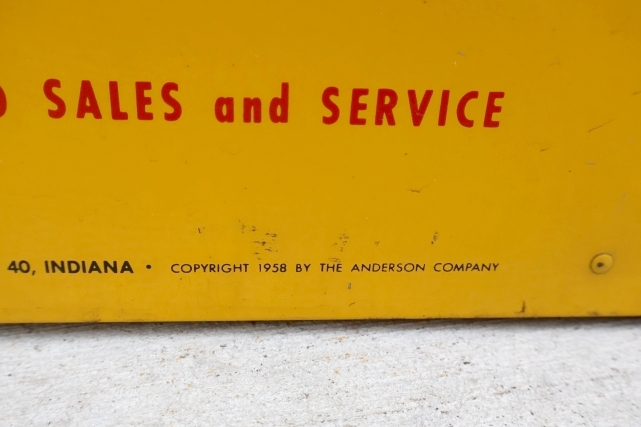 SALES and SERVICE
40, INDIANA • COPYRIGHT 1958 BY THE ANDERSON COMPANY